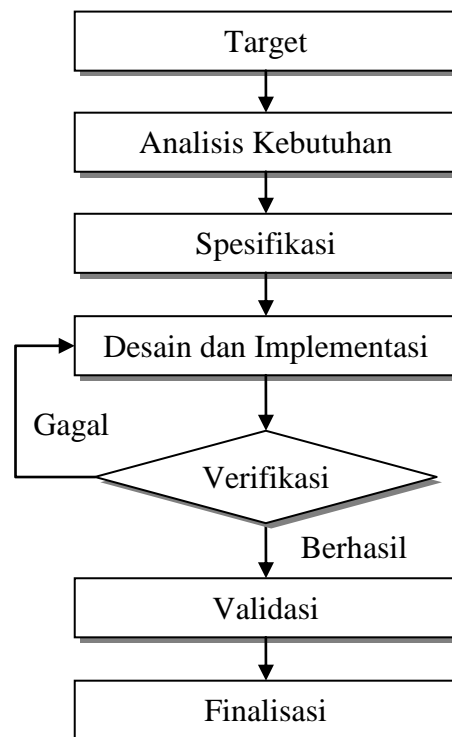 Target
Analisis Kebutuhan
Spesifikasi
Desain dan Implementasi
Gagal
Verifikasi
Berhasil
Validasi
Finalisasi